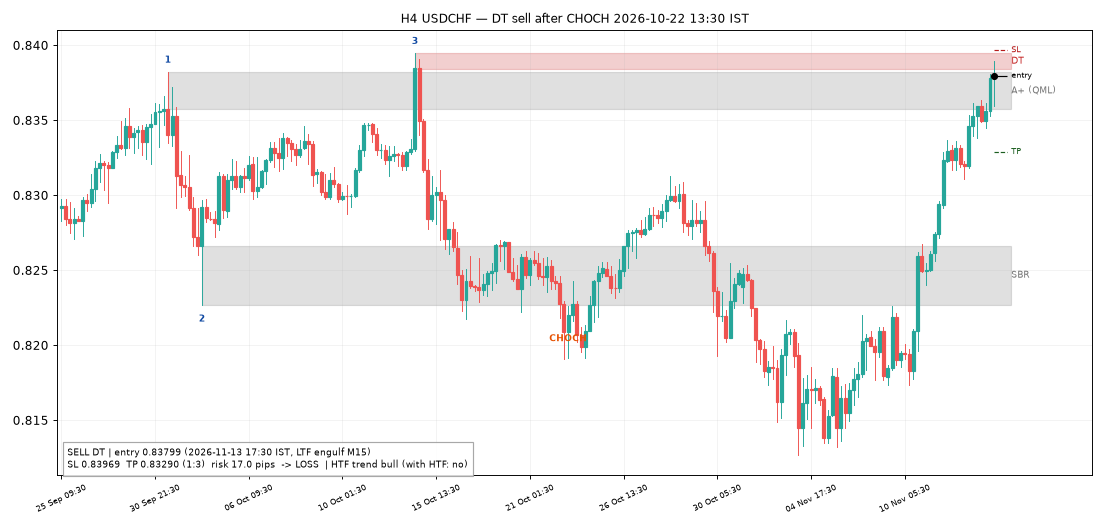 H4 USDCHF — DT sell after CHOCH 2026-10-22 13:30 IST
0.840
0.835
0.830
0.825
0.820
0.815
1
2
3
CHOCH
SL
DT
entry
A+ (QML)
TP
SBR
SELL DT | entry 0.83799 (2026-11-13 17:30 IST, LTF engulf M15)
SL 0.83969 TP 0.83290 (1:3) risk 17.0 pips -> LOSS | HTF trend bull (with HTF: no)
25 Sep 09:30
30 Sep 21:30
06 Oct 09:30
10 Oct 01:30
15 Oct 13:30
21 Oct 01:30
26 Oct 13:30
30 Oct 05:30
04 Nov 17:30
10 Nov 05:30